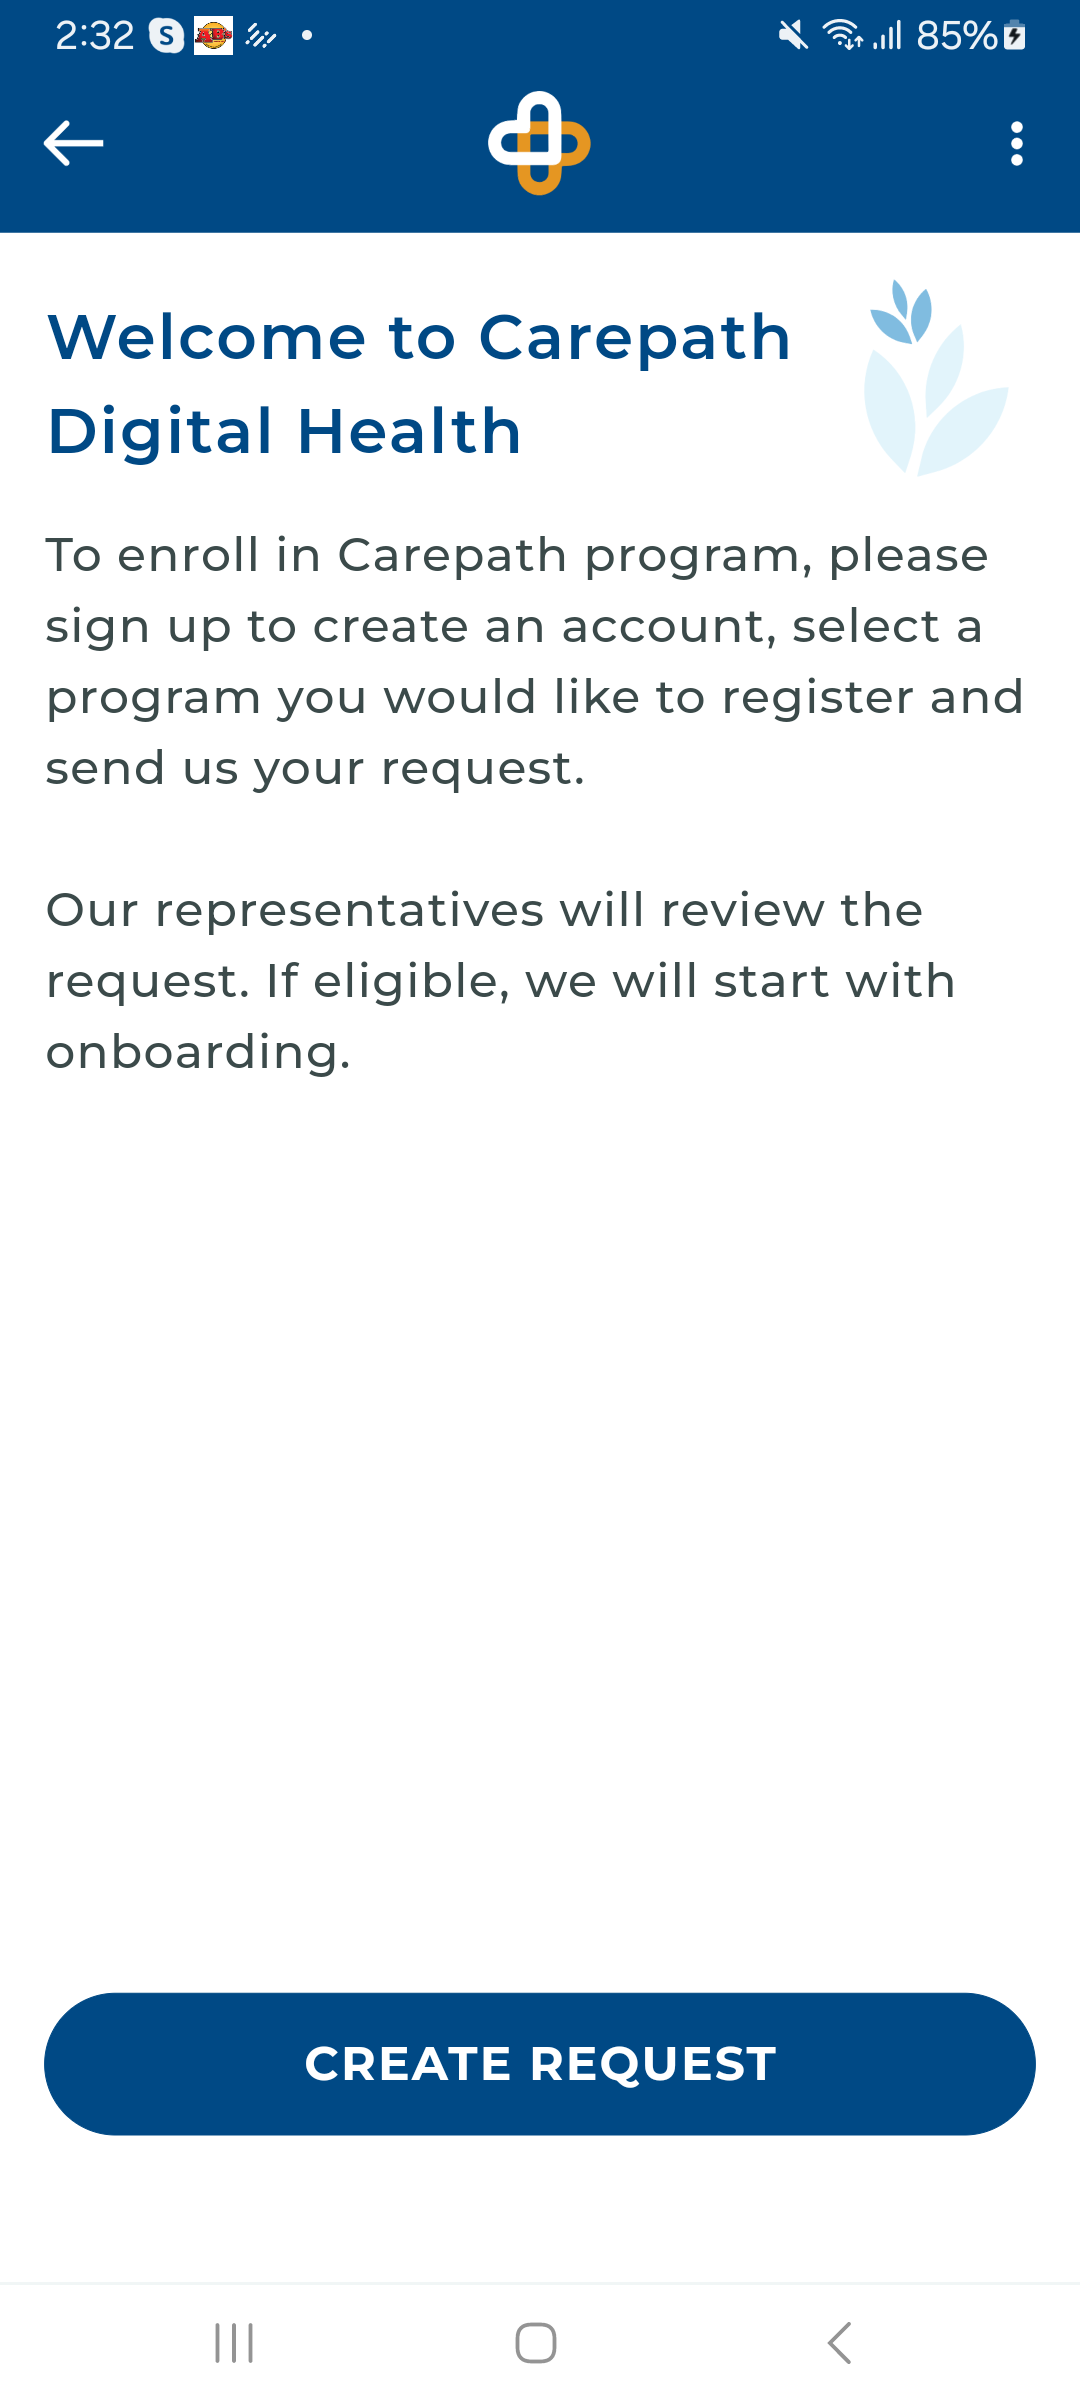 2:32 S 85%
Welcome to Carepath
Digital Health
To enroll in Carepath program, please
sign up to create an account, select a
program you would like to register and
send us your request.
Our representatives will review the
request. If eligible, we will start with
onboarding.
CREATE REQUEST